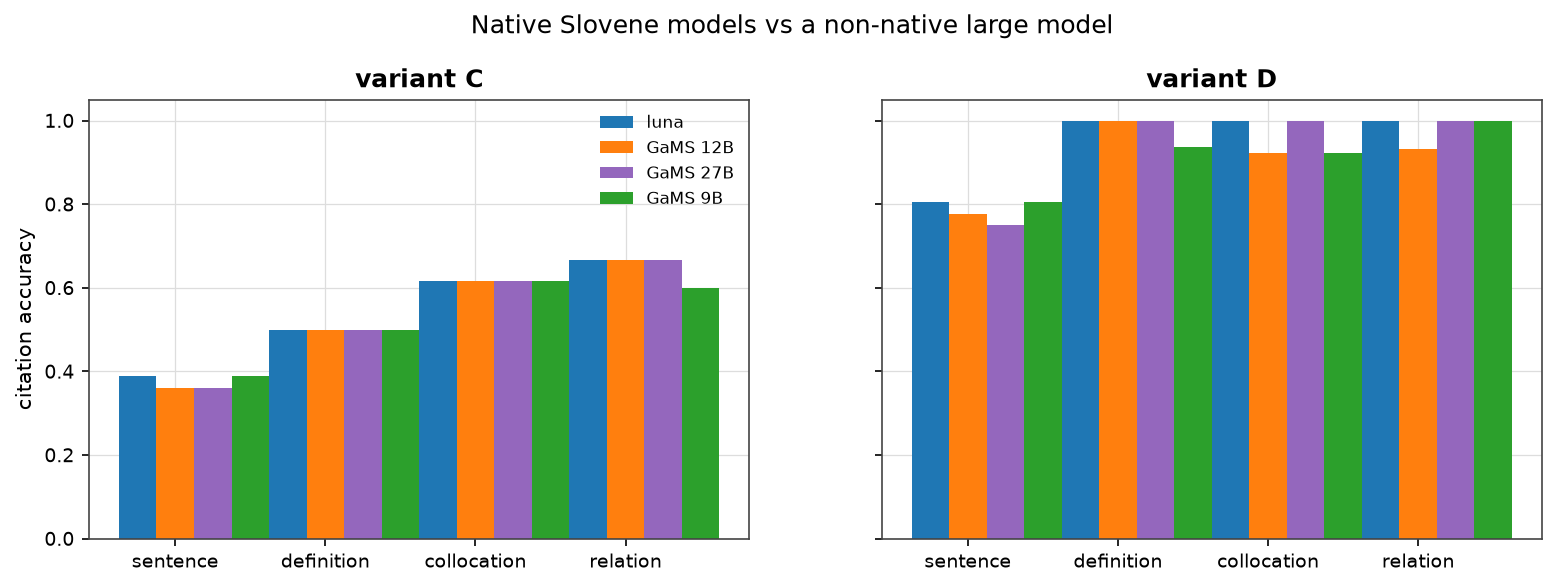 Native Slovene models vs a non-native large model
variant C
citation accuracy
1.0
0.8
0.6
0.4
0.2
0.0
luna
GaMS 12B
GaMS 27B
GaMS 9B
sentence definition collocation relation
variant D
sentence definition collocation relation